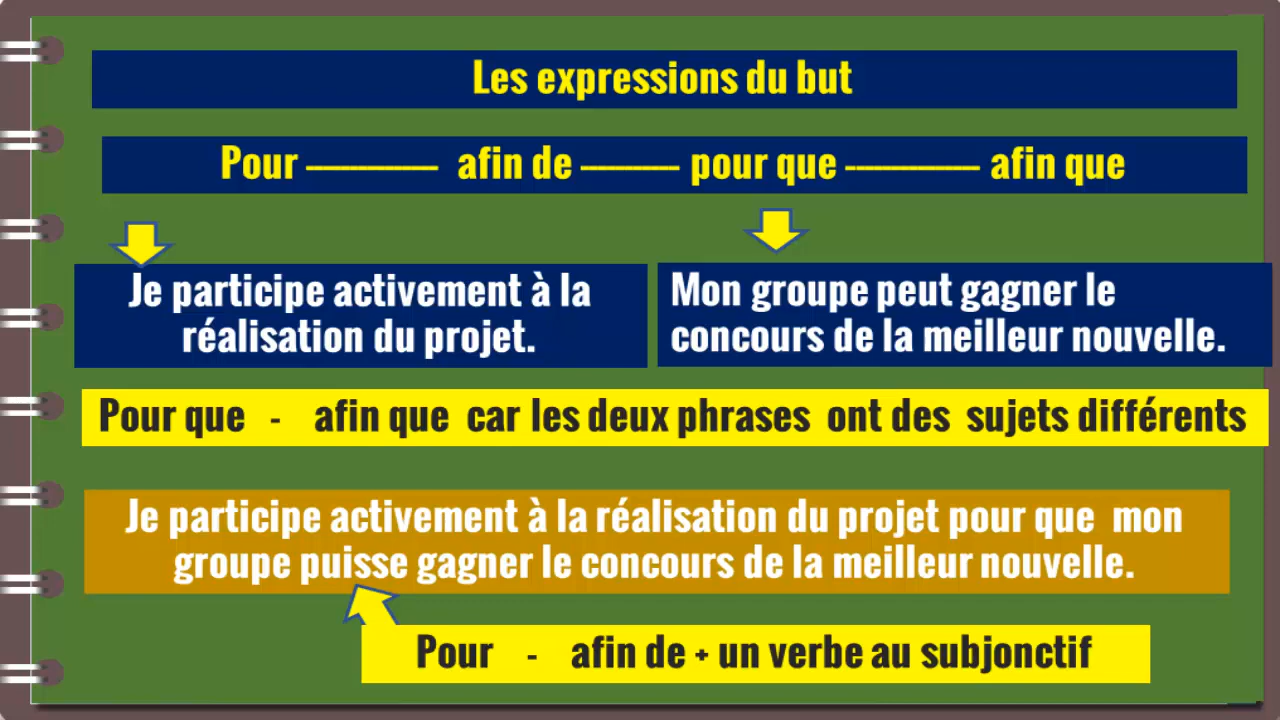 Les expressions du but
Pour ---------------- afin de ------------ pour que ---------------- afin que
Je participe activement à la
réalisation du projet.
Mon groupe peut gagner le
concours de la meilleur nouvelle.
Pour que - afin que car les deux phrases ont des sujets différents
Je participe activement à la réalisation du projet pour que mon
groupe puisse gagner le concours de la meilleur nouvelle.
Pour - afin de + un verbe au subjonctif